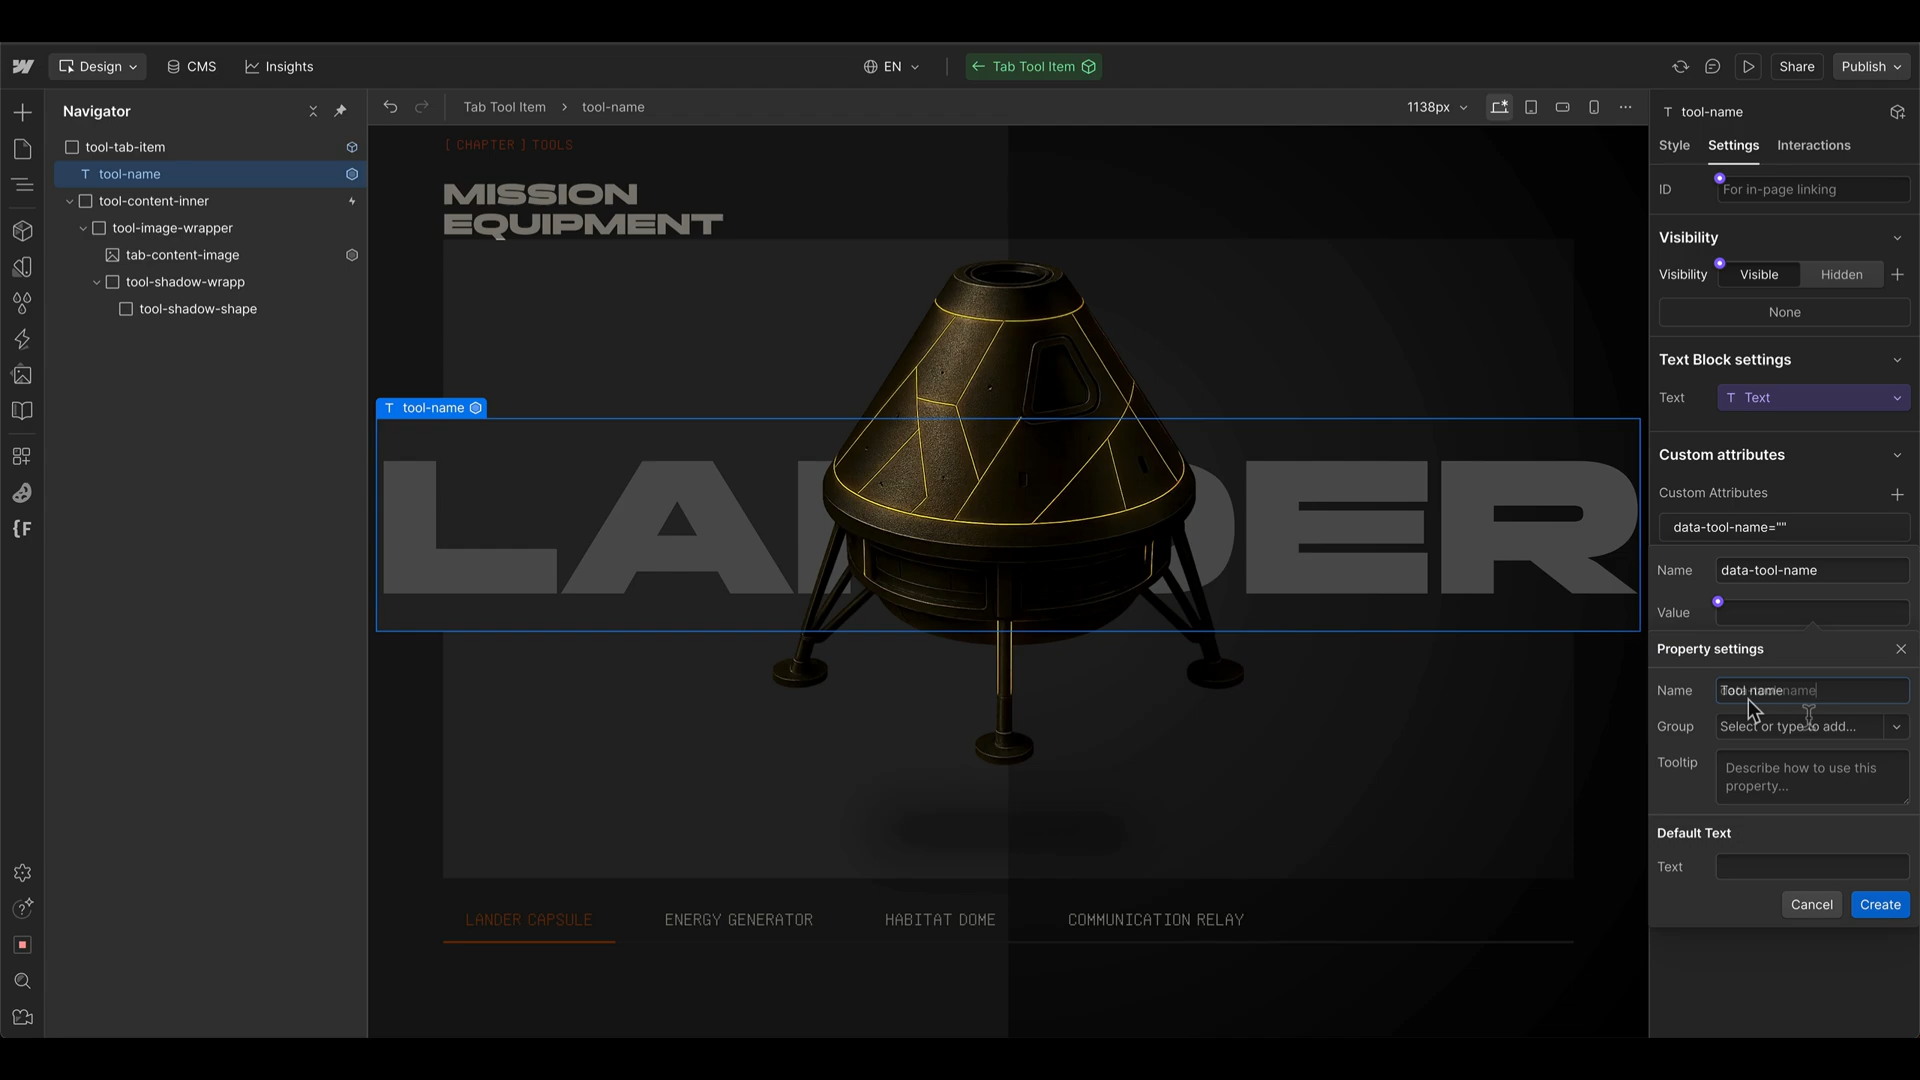 Design
CMS
Insights
EN
Tab Tool Item
Share
Publish
Navigator
Tab Tool Item > tool-name
1138px
tool-name
tool-tab-item
tool-name
tool-content-inner
tool-image-wrapper
tab-content-image
tool-shadow-wrapp
tool-shadow-shape
{F
[ CHAPTER ] TOOLS
MISSION
EQUIPMENT
tool-name
LANDER
LANDER CAPSULE
ENERGY GENERATOR
HABITAT DOME
COMMUNICATION RELAY
Style
Settings
Interactions
ID
For in-page linking
Visibility
Visibility
Visible
Hidden
None
Text Block settings
Text
Text
Custom attributes
Custom Attributes
data-tool-name=""
Name
data-tool-name
Value
Property settings
Name
Tool name
Group
Select or type to add...
Tooltip
Describe how to use this
property...
Default Text
Text
Cancel
Create